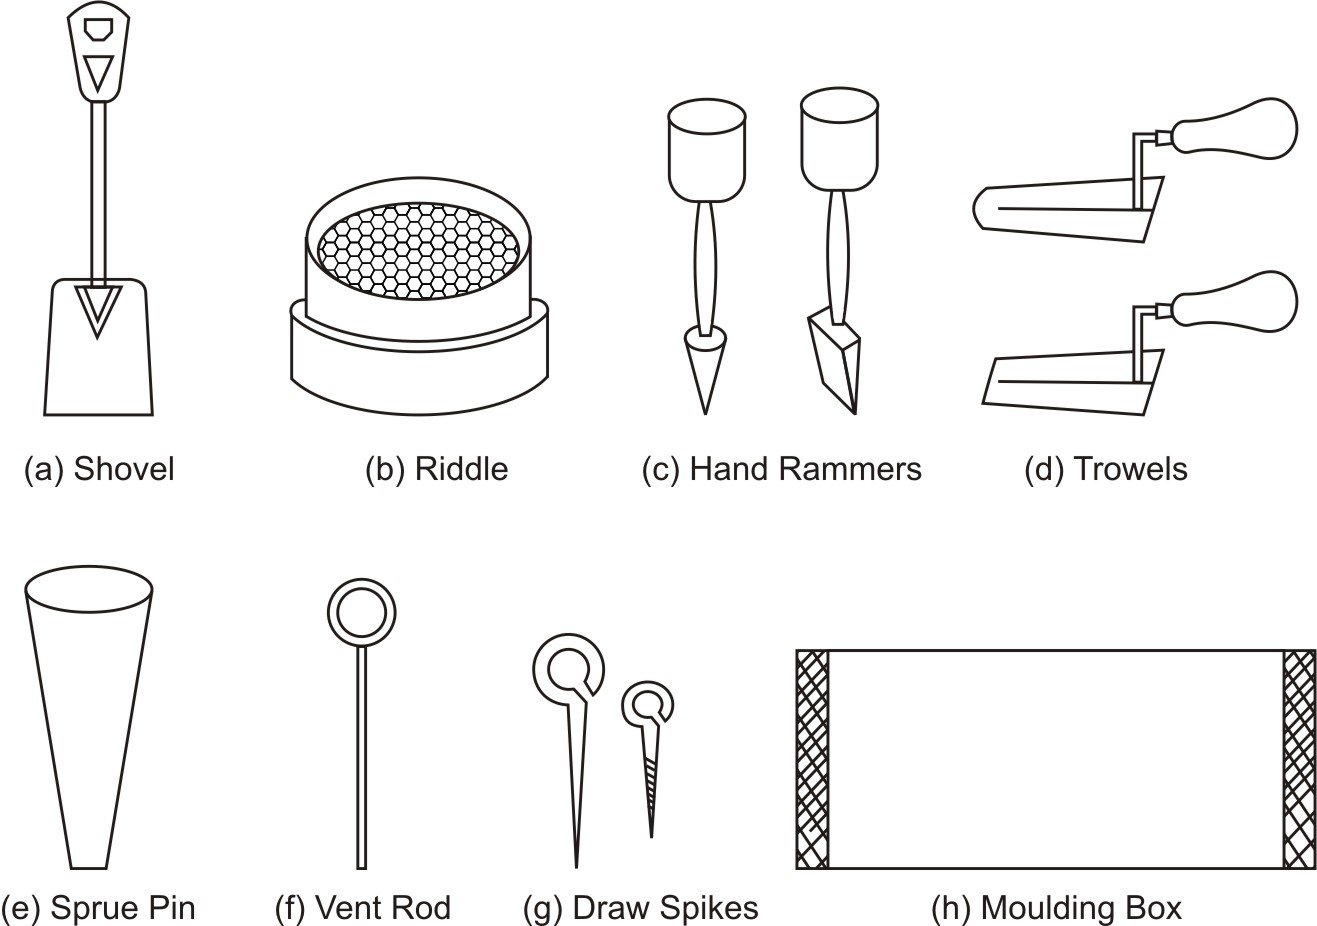 (a) Shovel
(b) Riddle
(c) Hand Rammers
(d) Trowels
(e) Sprue Pin
(f) Vent Rod
(g) Draw Spikes
(h) Moulding Box